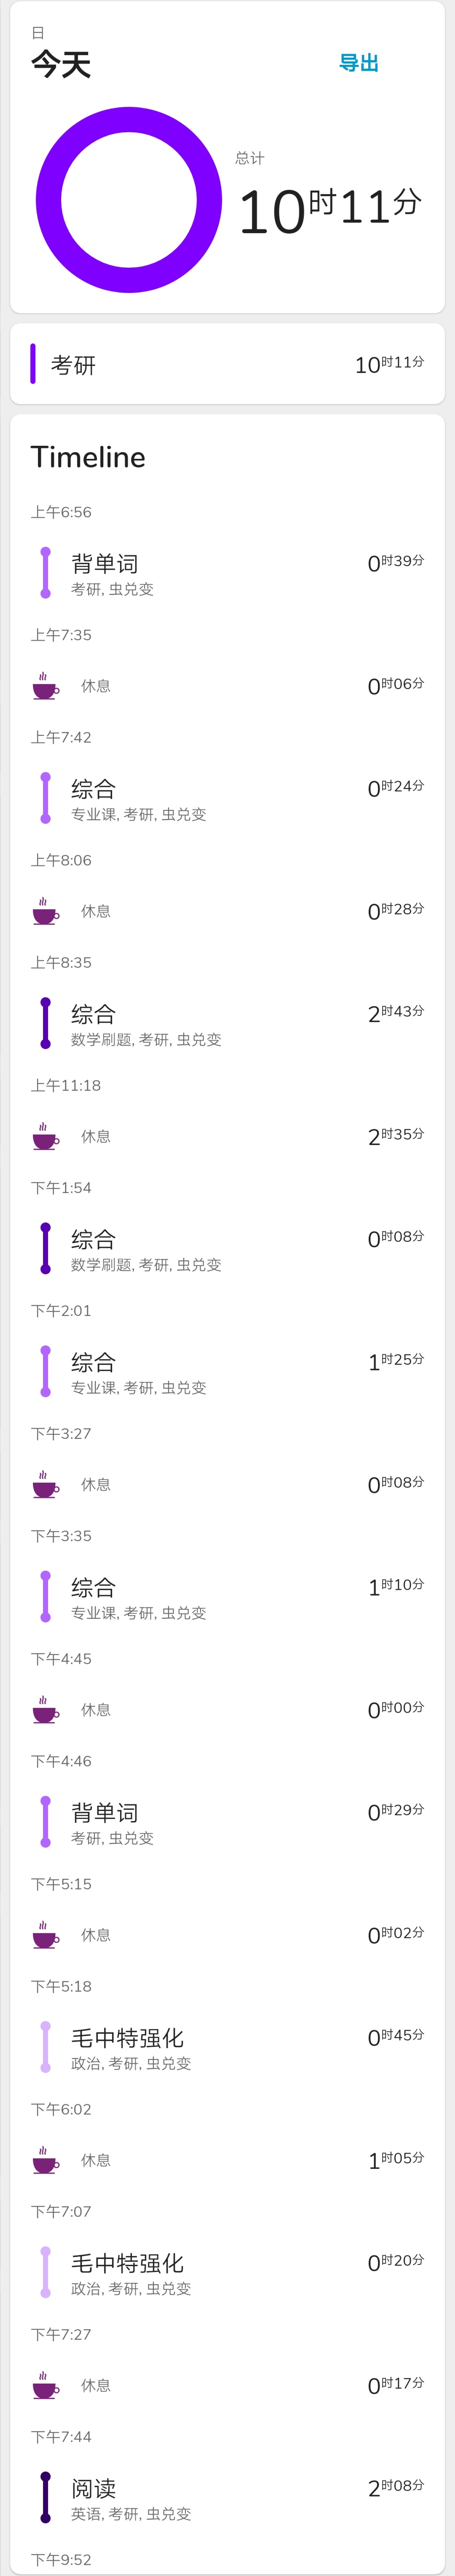 日
今天
导出
总计
10时11分
考研 10时11分
Timeline
上午6:56
背单词 0时39分
考研, 虫兑变
上午7:35
休息 0时06分
上午7:42
综合 0时24分
专业课, 考研, 虫兑变
上午8:06
休息 0时28分
上午8:35
综合 2时43分
数学刷题, 考研, 虫兑变
上午11:18
休息 2时35分
下午1:54
综合 0时08分
数学刷题, 考研, 虫兑变
下午2:01
综合 1时25分
专业课, 考研, 虫兑变
下午3:27
休息 0时08分
下午3:35
综合 1时10分
专业课, 考研, 虫兑变
下午4:45
休息 0时00分
下午4:46
背单词 0时29分
考研, 虫兑变
下午5:15
休息 0时02分
下午5:18
毛中特强化 0时45分
政治, 考研, 虫兑变
下午6:02
休息 1时05分
下午7:07
毛中特强化 0时20分
政治, 考研, 虫兑变
下午7:27
休息 0时17分
下午7:44
阅读 2时08分
英语, 考研, 虫兑变
下午9:52